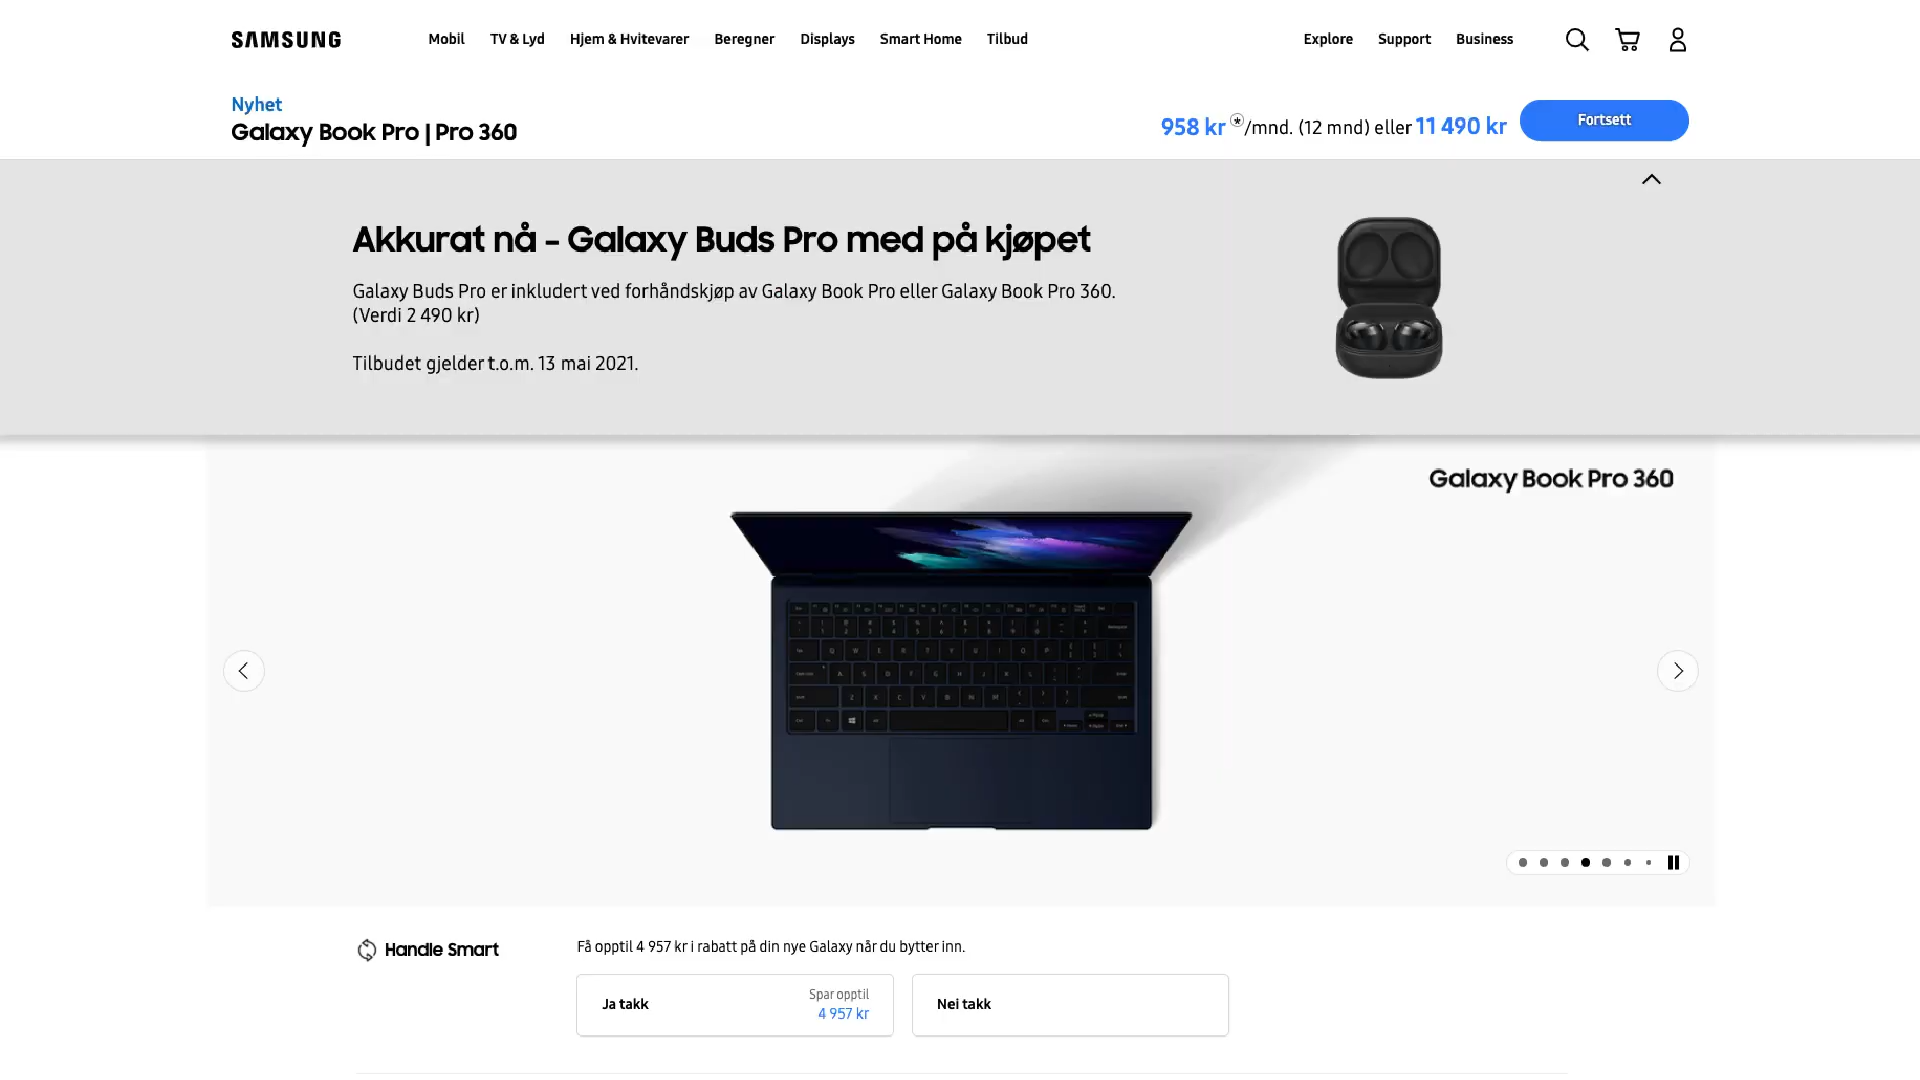 SAMSUNG
Mobil TV & Lyd Hjem & Hvitevarer Beregner Displays Smart Home Tilbud
Explore Support Business
Nyhet
Galaxy Book Pro | Pro 360
958 kr * /mnd. (12 mnd) eller 11 490 kr
Fortsett
Akkurat nå - Galaxy Buds Pro med på kjøpet
Galaxy Buds Pro er inkludert ved forhåndskjøp av Galaxy Book Pro eller Galaxy Book Pro 360.
(Verdi 2 490 kr)
Tilbudet gjelder t.o.m. 13 mai 2021.
Galaxy Book Pro 360
Handle Smart
Få opptil 4 957 kr i rabatt på din nye Galaxy når du bytter inn.
Ja takk
Spar opptil
4 957 kr
Nei takk